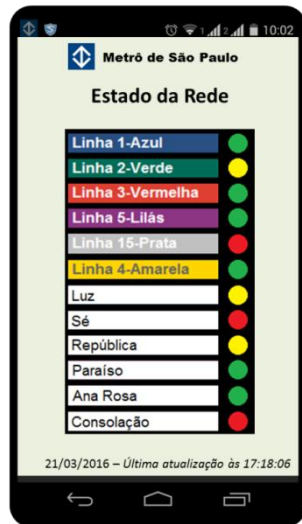 1 2 10:02
Metrô de São Paulo
Estado da Rede
Linha 1-Azul
Linha 2-Verde
Linha 3-Vermelha
Linha 5-Lilás
Linha 15-Prata
Linha 4-Amarela
Luz
Sé
República
Paraíso
Ana Rosa
Consolação
21/03/2016 – Última atualização às 17:18:06